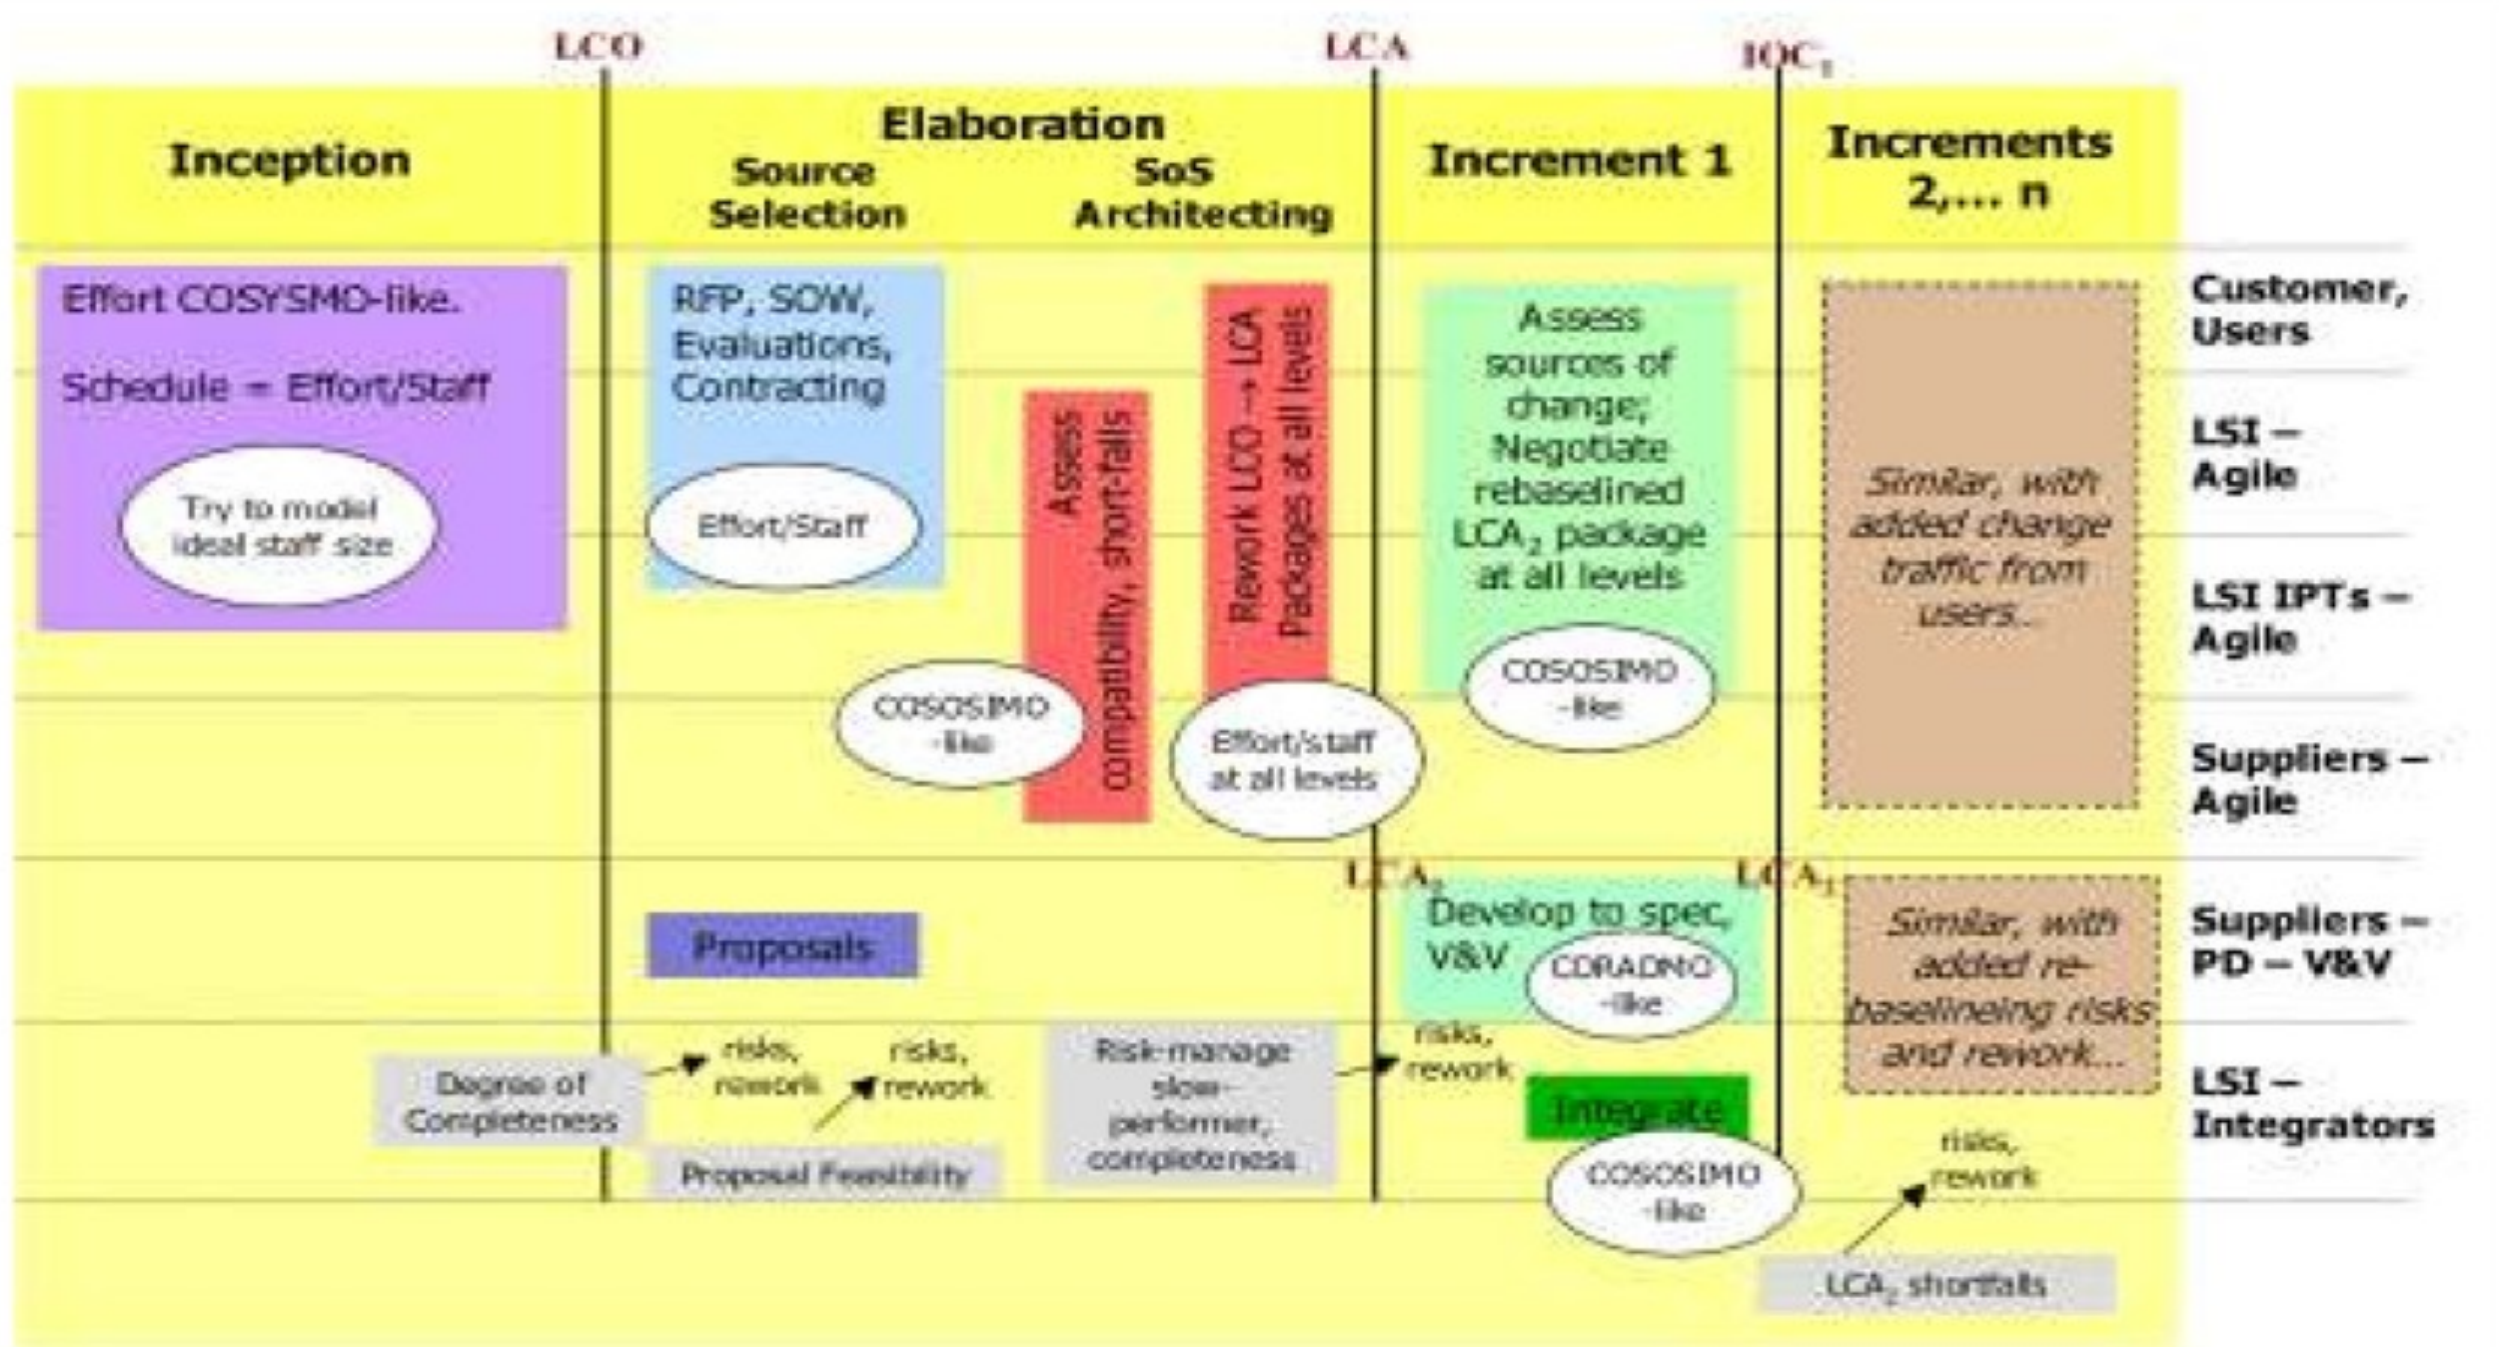 LCO
LCA
IOC1
Inception
Elaboration
Source
Selection
SoS
Architecting
Increment 1
Increments
2,... n
Effort COSYSMO-like.
Schedule = Effort/Staff
Try to model
ideal staff size
RFP, SOW,
Evaluations,
Contracting
Effort/Staff
Assess
compatibility, short-falls
COSOSIMO
-like
Rework LCO → LCA
Packages at all levels
Effort/staff
at all levels
Assess
sources of
change;
Negotiate
rebaselined
LCA2 package
at all levels
COSOSIMO
-like
Similar, with
added change
traffic from
users...
Customer,
Users
LSI –
Agile
LSI IPTs –
Agile
Suppliers –
Agile
Suppliers –
PD – V&V
LSI –
Integrators
Proposals
LCA2
Develop to spec,
V&V
CORADMO
-like
LCA
Similar, with
added re-
baselineing risks
and rework...
Degree of
Completeness
risks,
rework
risks,
rework
Proposal Feasibility
Risk-manage
slow-
performer,
completeness
risks,
rework
Integrate
COSOSIMO
-like
risks,
rework
LCA2 shortfalls